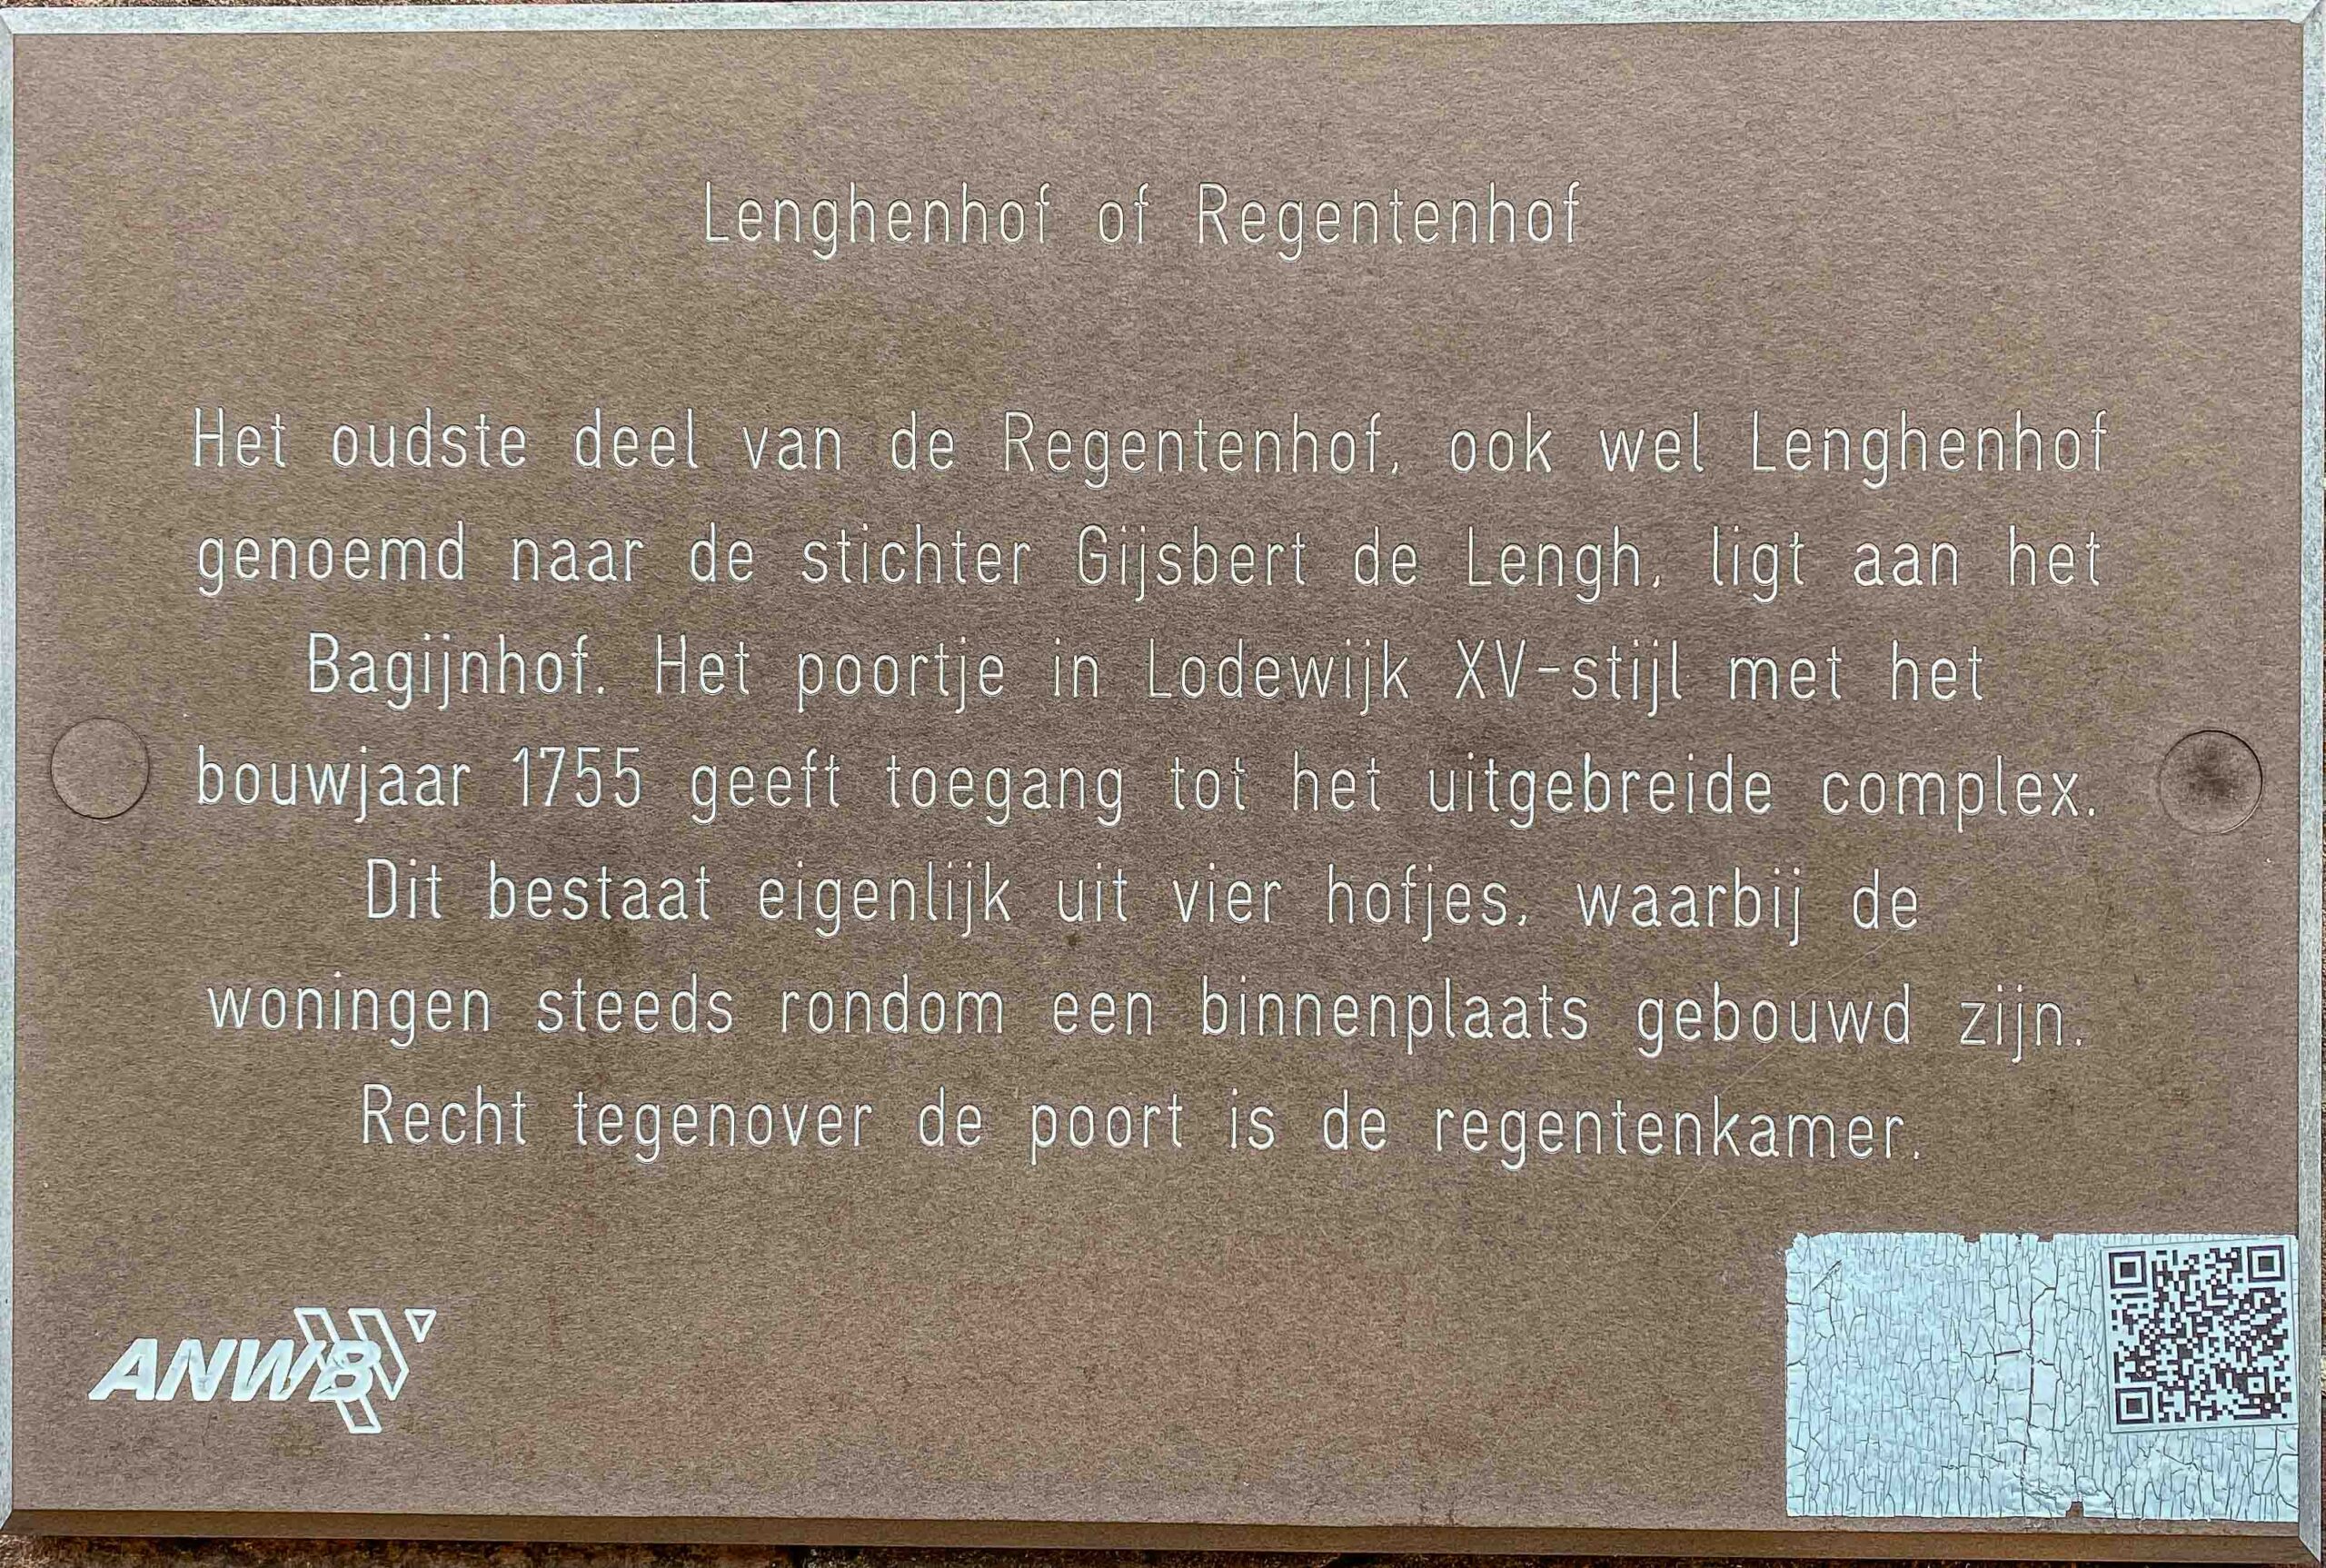 Lenghenhof of Regentenhof
Het oudste deel van de Regentenhof, ook wel Lenghenhof
genoemd naar de stichter Gijsbert de Lengh, ligt aan het
Bagijnhof. Het poortje in Lodewijk XV-stijl met het
bouwjaar 1755 geeft toegang tot het uitgebreide complex.
Dit bestaat eigenlijk uit vier hofjes, waarbij de
woningen steeds rondom een binnenplaats gebouwd zijn.
Recht tegenover de poort is de regentenkamer.
ANWB